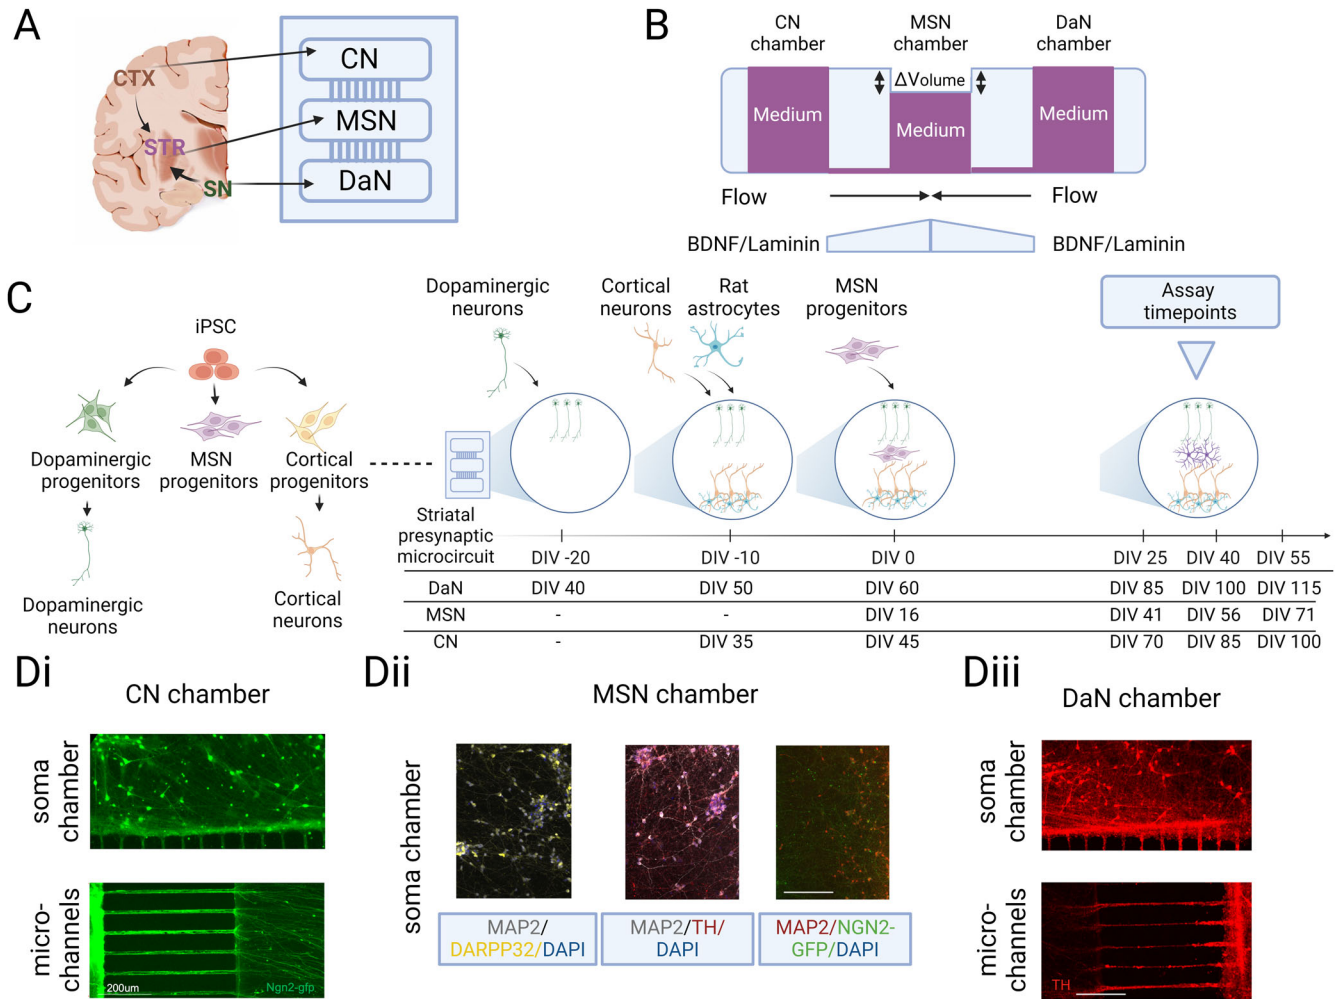 A
CTX
STR
SN
CN
MSN
DaN
B
CN
chamber
MSN
chamber
DaN
chamber
ΔVolume
Medium
Medium
Medium
Flow
Flow
BDNF/Laminin
BDNF/Laminin
C
iPSC
Dopaminergic
progenitors
MSN
progenitors
Cortical
progenitors
Dopaminergic
neurons
Cortical
neurons
Dopaminergic
neurons
Cortical
neurons
Rat
astrocytes
MSN
progenitors
Assay
timepoints
Striatal
presynaptic
microcircuit
DIV -20
DIV -10
DIV 0
DIV 25
DIV 40
DIV 55
DaN
DIV 40
DIV 50
DIV 60
DIV 85
DIV 100
DIV 115
MSN
-
-
DIV 16
DIV 41
DIV 56
DIV 71
CN
-
DIV 35
DIV 45
DIV 70
DIV 85
DIV 100
Di
CN chamber
soma
chamber
micro-
channels
200um
Ngn2-gfp
Dii
MSN chamber
soma chamber
MAP2/
DARPP32/DAPI
MAP2/TH/
DAPI
MAP2/NGN2-
GFP/DAPI
Diii
DaN chamber
soma
chamber
micro-
channels
TH